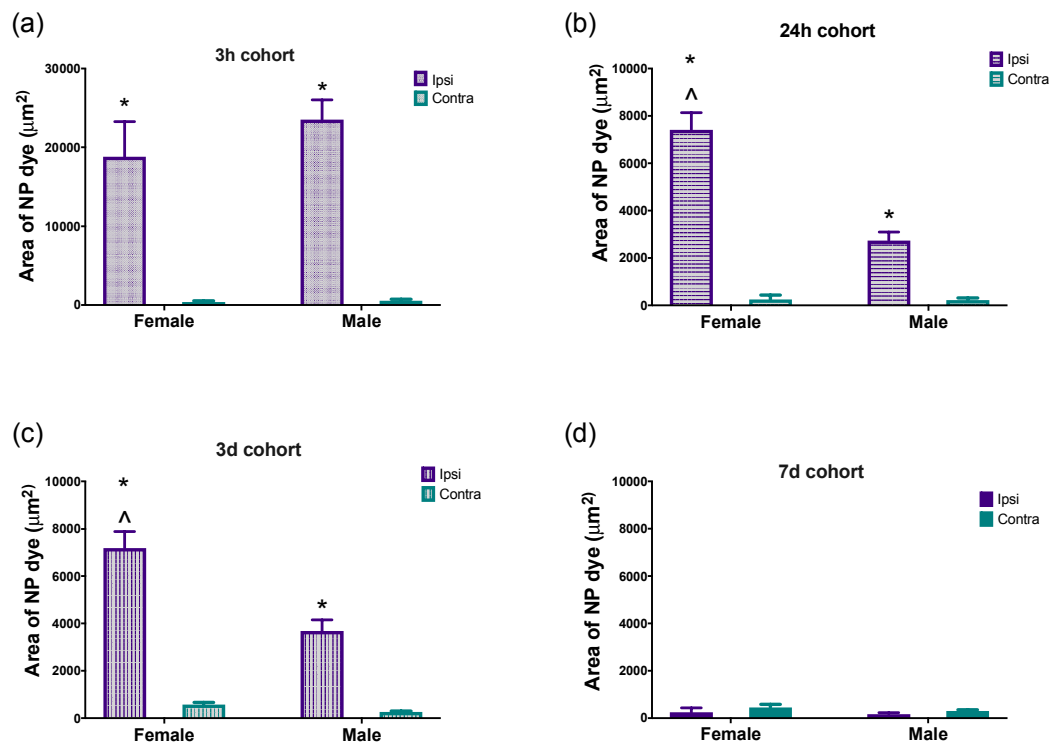 (a)
3h cohort
Area of NP dye (μm²)
30000
20000
10000
0
* *
Female Male
Ipsi
Contra
(b)
24h cohort
Area of NP dye (μm²)
10000
8000
6000
4000
2000
0
*
^
*
Female Male
Ipsi
Contra
(c)
3d cohort
Area of NP dye (μm²)
10000
8000
6000
4000
2000
0
*
^
*
Female Male
Ipsi
Contra
(d)
7d cohort
Area of NP dye (μm²)
10000
8000
6000
4000
2000
0
Female Male
Ipsi
Contra